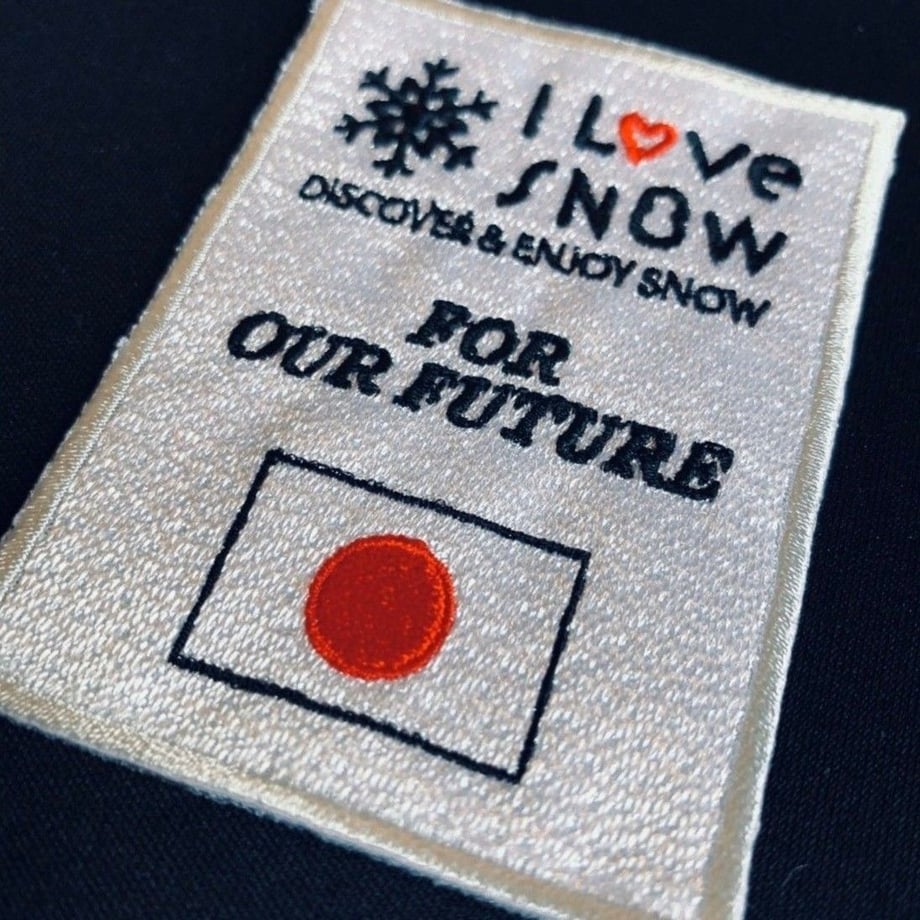 I Love
SNOW
DiSCOVER & ENJOY SNOW
FOR
OUR FUTURE